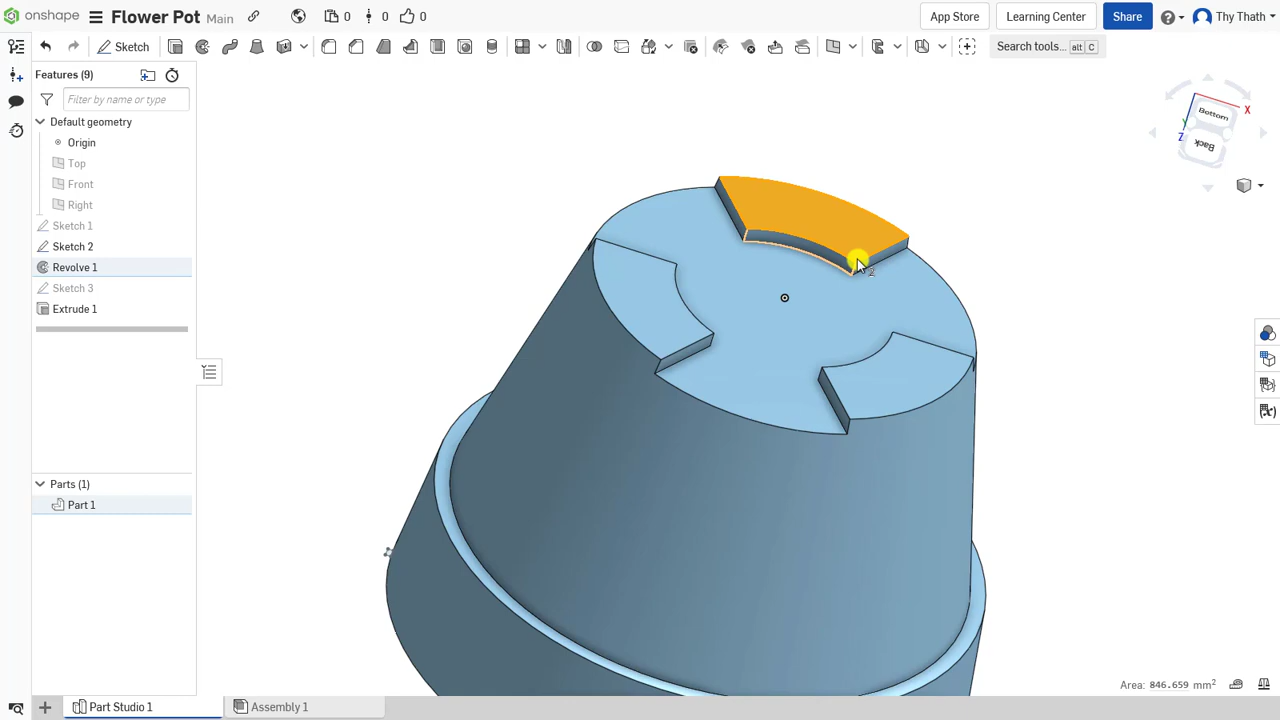 onshape Flower Pot Main 0 0 0 App Store Learning Center Share Thy Thath
Sketch Search tools... alt C
Features (9)
Filter by name or type
Default geometry
Origin
Top
Front
Right
Sketch 1
Sketch 2
Revolve 1
Sketch 3
Extrude 1
Parts (1)
Part 1
Bottom
Back
X
Y
Z
2
Area: 846.659 mm²
Part Studio 1 Assembly 1